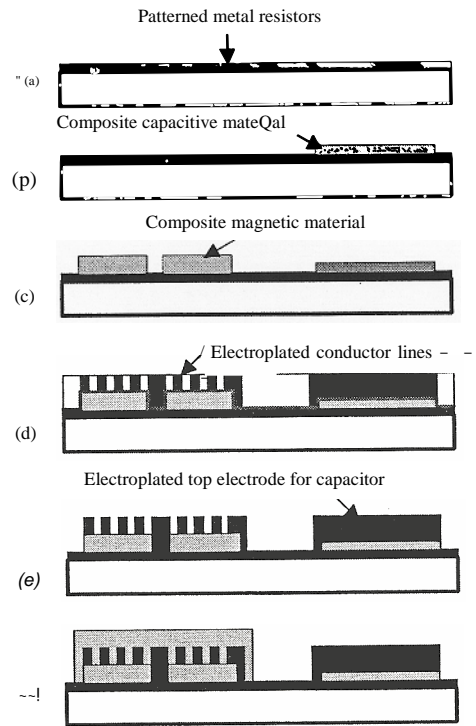 Patterned metal resistors
" (a)
Composite capacitive mateQal
(p)
Composite magnetic material
(c)
Electroplated conductor lines – –
(d)
Electroplated top electrode for capacitor
(e)
~~!